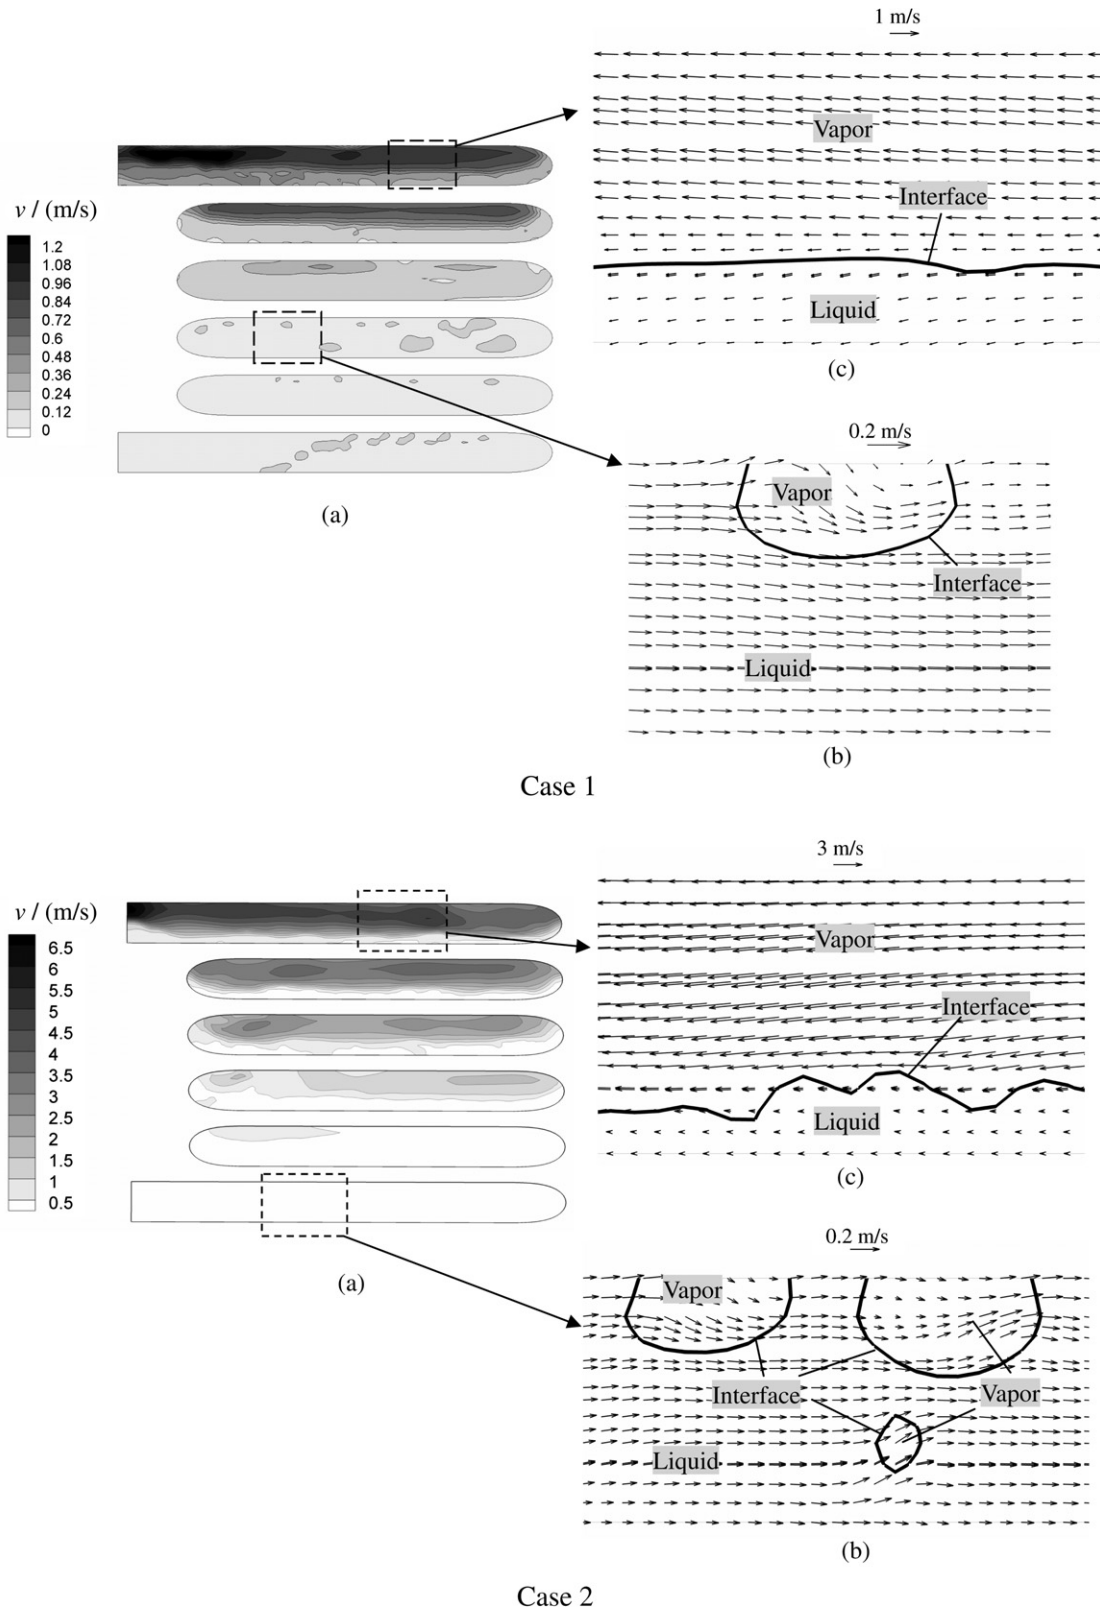 1 m/s
Vapor
Interface
Liquid
(c)
v / (m/s)
1.2
1.08
0.96
0.84
0.72
0.6
0.48
0.36
0.24
0.12
0
(a)
0.2 m/s
Vapor
Interface
Liquid
(b)
Case 1
3 m/s
Vapor
Interface
Liquid
(c)
v / (m/s)
6.5
6
5.5
5
4.5
4
3.5
3
2.5
2
1.5
1
0.5
(a)
0.2 m/s
Vapor
Interface
Vapor
Liquid
(b)
Case 2